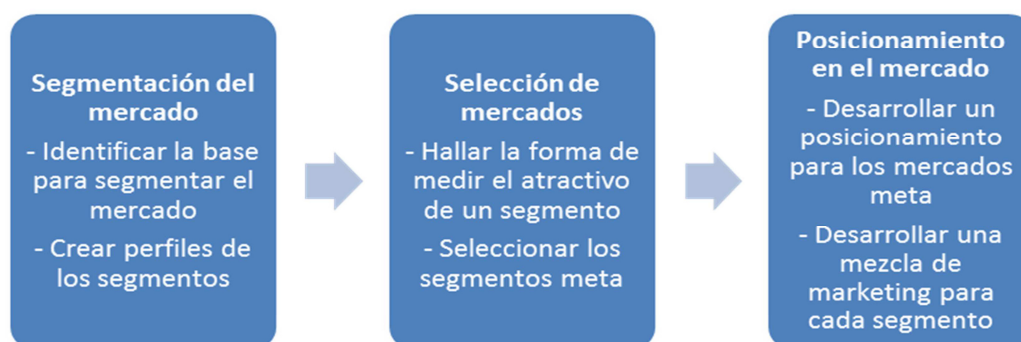 Segmentación del
mercado
- Identificar la base
para segmentar el
mercado
- Crear perfiles de
los segmentos
Selección de
mercados
- Hallar la forma de
medir el atractivo
de un segmento
- Seleccionar los
segmentos meta
Posicionamiento
en el mercado
- Desarrollar un
posicionamiento
para los mercados
meta
- Desarrollar una
mezcla de
marketing para
cada segmento